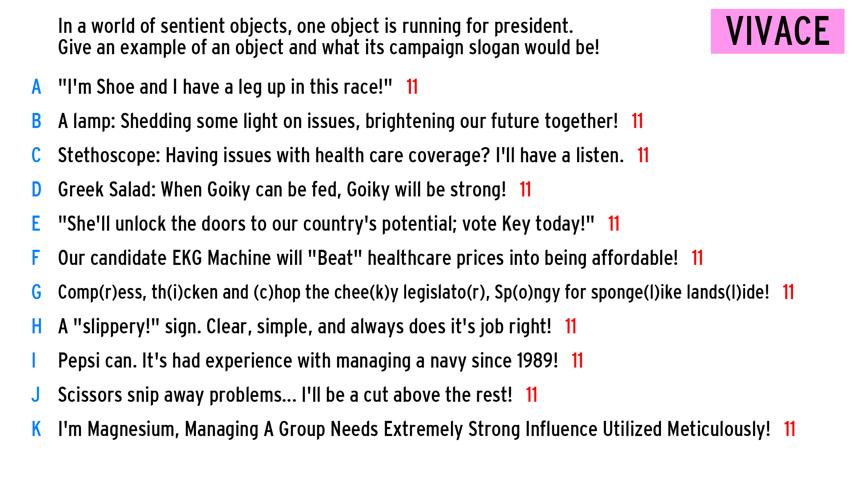 In a world of sentient objects, one object is running for president.
VIVACE
Give an example of an object and what its campaign slogan would be!
A "I'm Shoe and I have a leg up in this race!" 11
B A lamp: Shedding some light on issues, brightening our future together! 11
C Stethoscope: Having issues with health care coverage? I'll have a listen. 11
D Greek Salad: When Goiky can be fed, Goiky will be strong! 11
E "She'll unlock the doors to our country's potential; vote Key today!" 11
F Our candidate EKG Machine will "Beat" healthcare prices into being affordable! 11
G Comp(r)ess, th(i)cken and (c)hop the chee(k)y legislato(r), Sp(o)ngy for sponge(l)ike lands(l)ide! 11
H A "slippery!" sign. Clear, simple, and always does it's job right! 11
I Pepsi can. It's had experience with managing a navy since 1989! 11
J Scissors snip away problems... I'll be a cut above the rest! 11
K I'm Magnesium, Managing A Group Needs Extremely Strong Influence Utilized Meticulously! 11